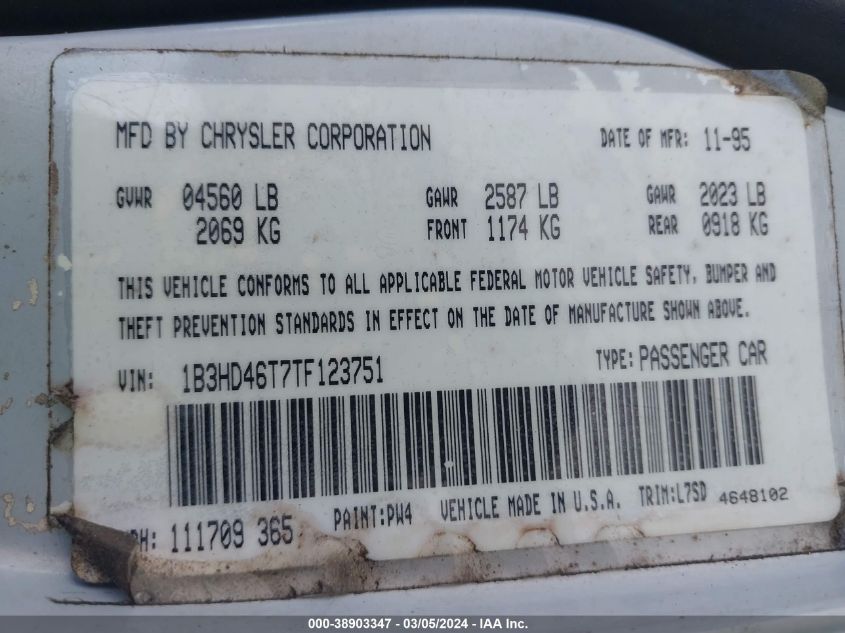 MFD BY CHRYSLER CORPORATION DATE OF MFR: 11-95
GVWR 04560 LB GAWR 2587 LB GAWR 2023 LB
2069 KG FRONT 1174 KG REAR 0918 KG
THIS VEHICLE CONFORMS TO ALL APPLICABLE FEDERAL MOTOR VEHICLE SAFETY, BUMPER AND
THEFT PREVENTION STANDARDS IN EFFECT ON THE DATE OF MANUFACTURE SHOWN ABOVE.
VIN: 1B3HD46T7TF123751 TYPE: PASSENGER CAR
111709 365 PAINT:PW4 VEHICLE MADE IN U.S.A. TRIM:L7SD 4648102
000-38903347 - 03/05/2024 - IAA Inc.